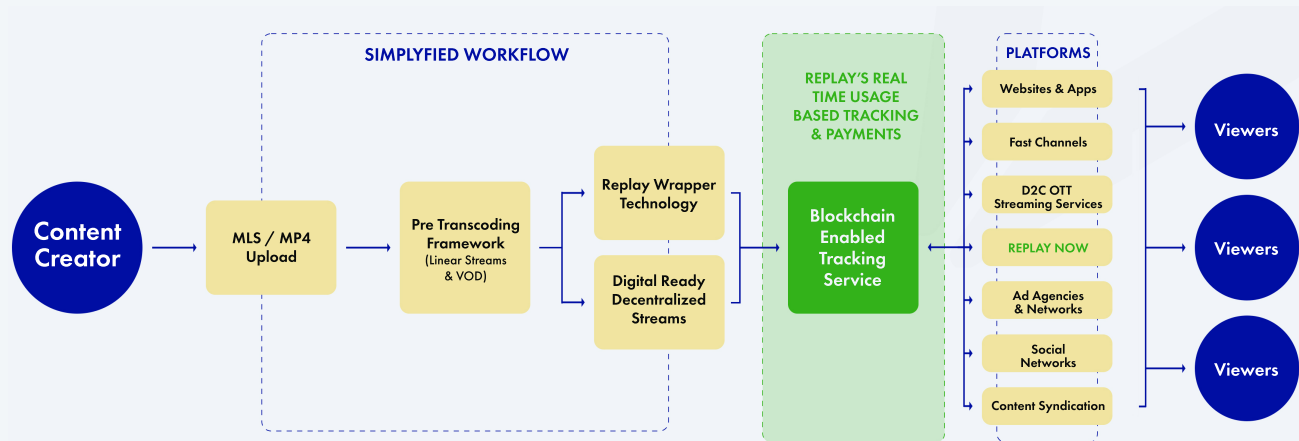 SIMPLYFIED WORKFLOW
Content
Creator
MLS / MP4
Upload
Pre Transcoding
Framework
(Linear Streams
& VOD)
Replay Wrapper
Technology
Digital Ready
Decentralized
Streams
REPLAY'S REAL
TIME USAGE
BASED TRACKING
& PAYMENTS
Blockchain
Enabled
Tracking
Service
PLATFORMS
Websites & Apps
Fast Channels
D2C OTT
Streaming Services
REPLAY NOW
Ad Agencies
& Networks
Social
Networks
Content Syndication
Viewers
Viewers
Viewers